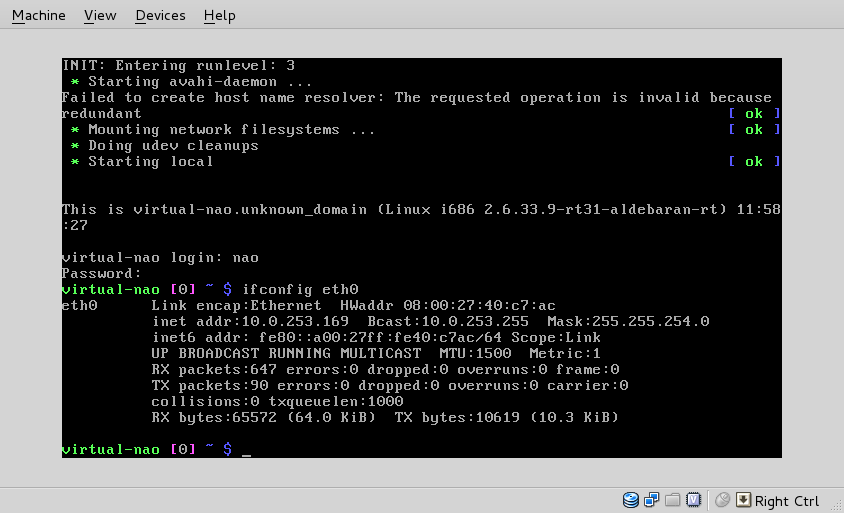 Machine View Devices Help
INIT: Entering runlevel: 3
* Starting avahi-daemon ...
Failed to create host name resolver: The requested operation is invalid because
redundant [ ok ]
* Mounting network filesystems ... [ ok ]
* Doing udev cleanups
* Starting local [ ok ]
This is virtual-nao.unknown_domain (Linux i686 2.6.33.9-rt31-aldebaran-rt) 11:58
:27
virtual-nao login: nao
Password:
virtual-nao [0] ~ $ ifconfig eth0
eth0 Link encap:Ethernet HWaddr 08:00:27:40:c7:ac
inet addr:10.0.253.169 Bcast:10.0.253.255 Mask:255.255.254.0
inet6 addr: fe80::a00:27ff:fe40:c7ac/64 Scope:Link
UP BROADCAST RUNNING MULTICAST MTU:1500 Metric:1
RX packets:647 errors:0 dropped:0 overruns:0 frame:0
TX packets:90 errors:0 dropped:0 overruns:0 carrier:0
collisions:0 txqueuelen:1000
RX bytes:65572 (64.0 KiB) TX bytes:10619 (10.3 KiB)
virtual-nao [0] ~ $ _
Right Ctrl